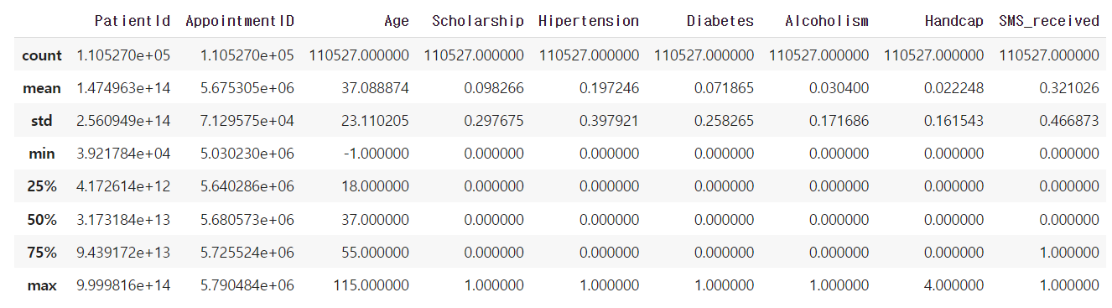 PatientId AppointmentID Age Scholarship Hipertension Diabetes Alcoholism Handcap SMS_received
count 1.105270e+05 1.105270e+05 110527.000000 110527.000000 110527.000000 110527.000000 110527.000000 110527.000000 110527.000000
mean 1.474963e+14 5.675305e+06 37.088874 0.098266 0.197246 0.071865 0.030400 0.022248 0.321026
std 2.560949e+14 7.129575e+04 23.110205 0.297675 0.397921 0.258265 0.171686 0.161543 0.466873
min 3.921784e+04 5.030230e+06 -1.000000 0.000000 0.000000 0.000000 0.000000 0.000000 0.000000
25% 4.172614e+12 5.640286e+06 18.000000 0.000000 0.000000 0.000000 0.000000 0.000000 0.000000
50% 3.173184e+13 5.680573e+06 37.000000 0.000000 0.000000 0.000000 0.000000 0.000000 0.000000
75% 9.439172e+13 5.725524e+06 55.000000 0.000000 0.000000 0.000000 0.000000 0.000000 1.000000
max 9.999816e+14 5.790484e+06 115.000000 1.000000 1.000000 1.000000 1.000000 4.000000 1.000000